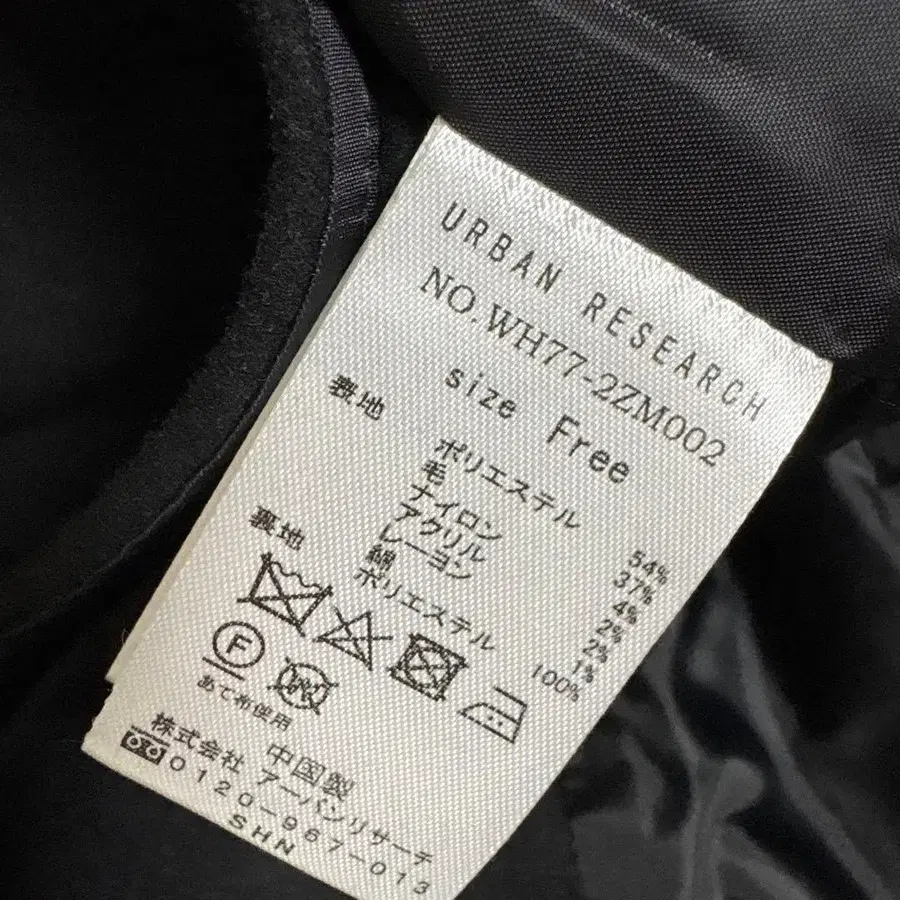 URBAN RESEARCH
NO.WH77-2ZM002
size Free
表地 ポリエステル 54%
毛 37%
ナイロン 4%
アクリル 2%
レーヨン 2%
綿 1%
裏地 ポリエステル 100%
F
W
あて布使用
中国製
株式会社 アーバンリサーチ
0120-967-013
SHN